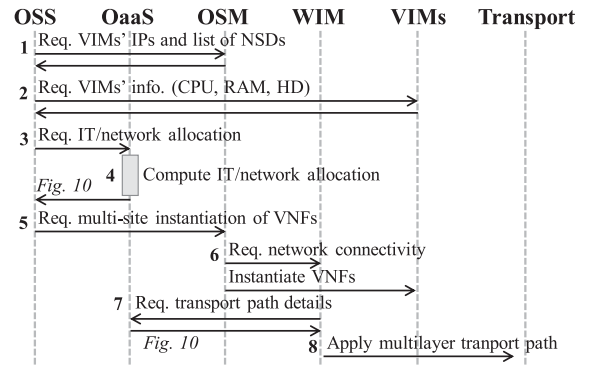 OSS OaaS OSM WIM VIMs Transport
1 Req. VIMs' IPs and list of NSDs
2 Req. VIMs' info. (CPU, RAM, HD)
3 Req. IT/network allocation
4 Compute IT/network allocation
Fig. 10
5 Req. multi-site instantiation of VNFs
6 Req. network connectivity
Instantiate VNFs
7 Req. transport path details
Fig. 10
8 Apply multilayer tranport path